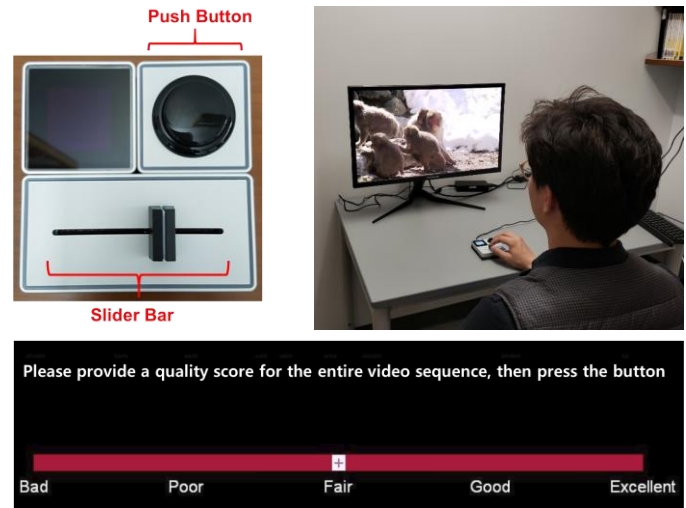 Push Button
Slider Bar
Please provide a quality score for the entire video sequence, then press the button
Bad Poor Fair Good Excellent